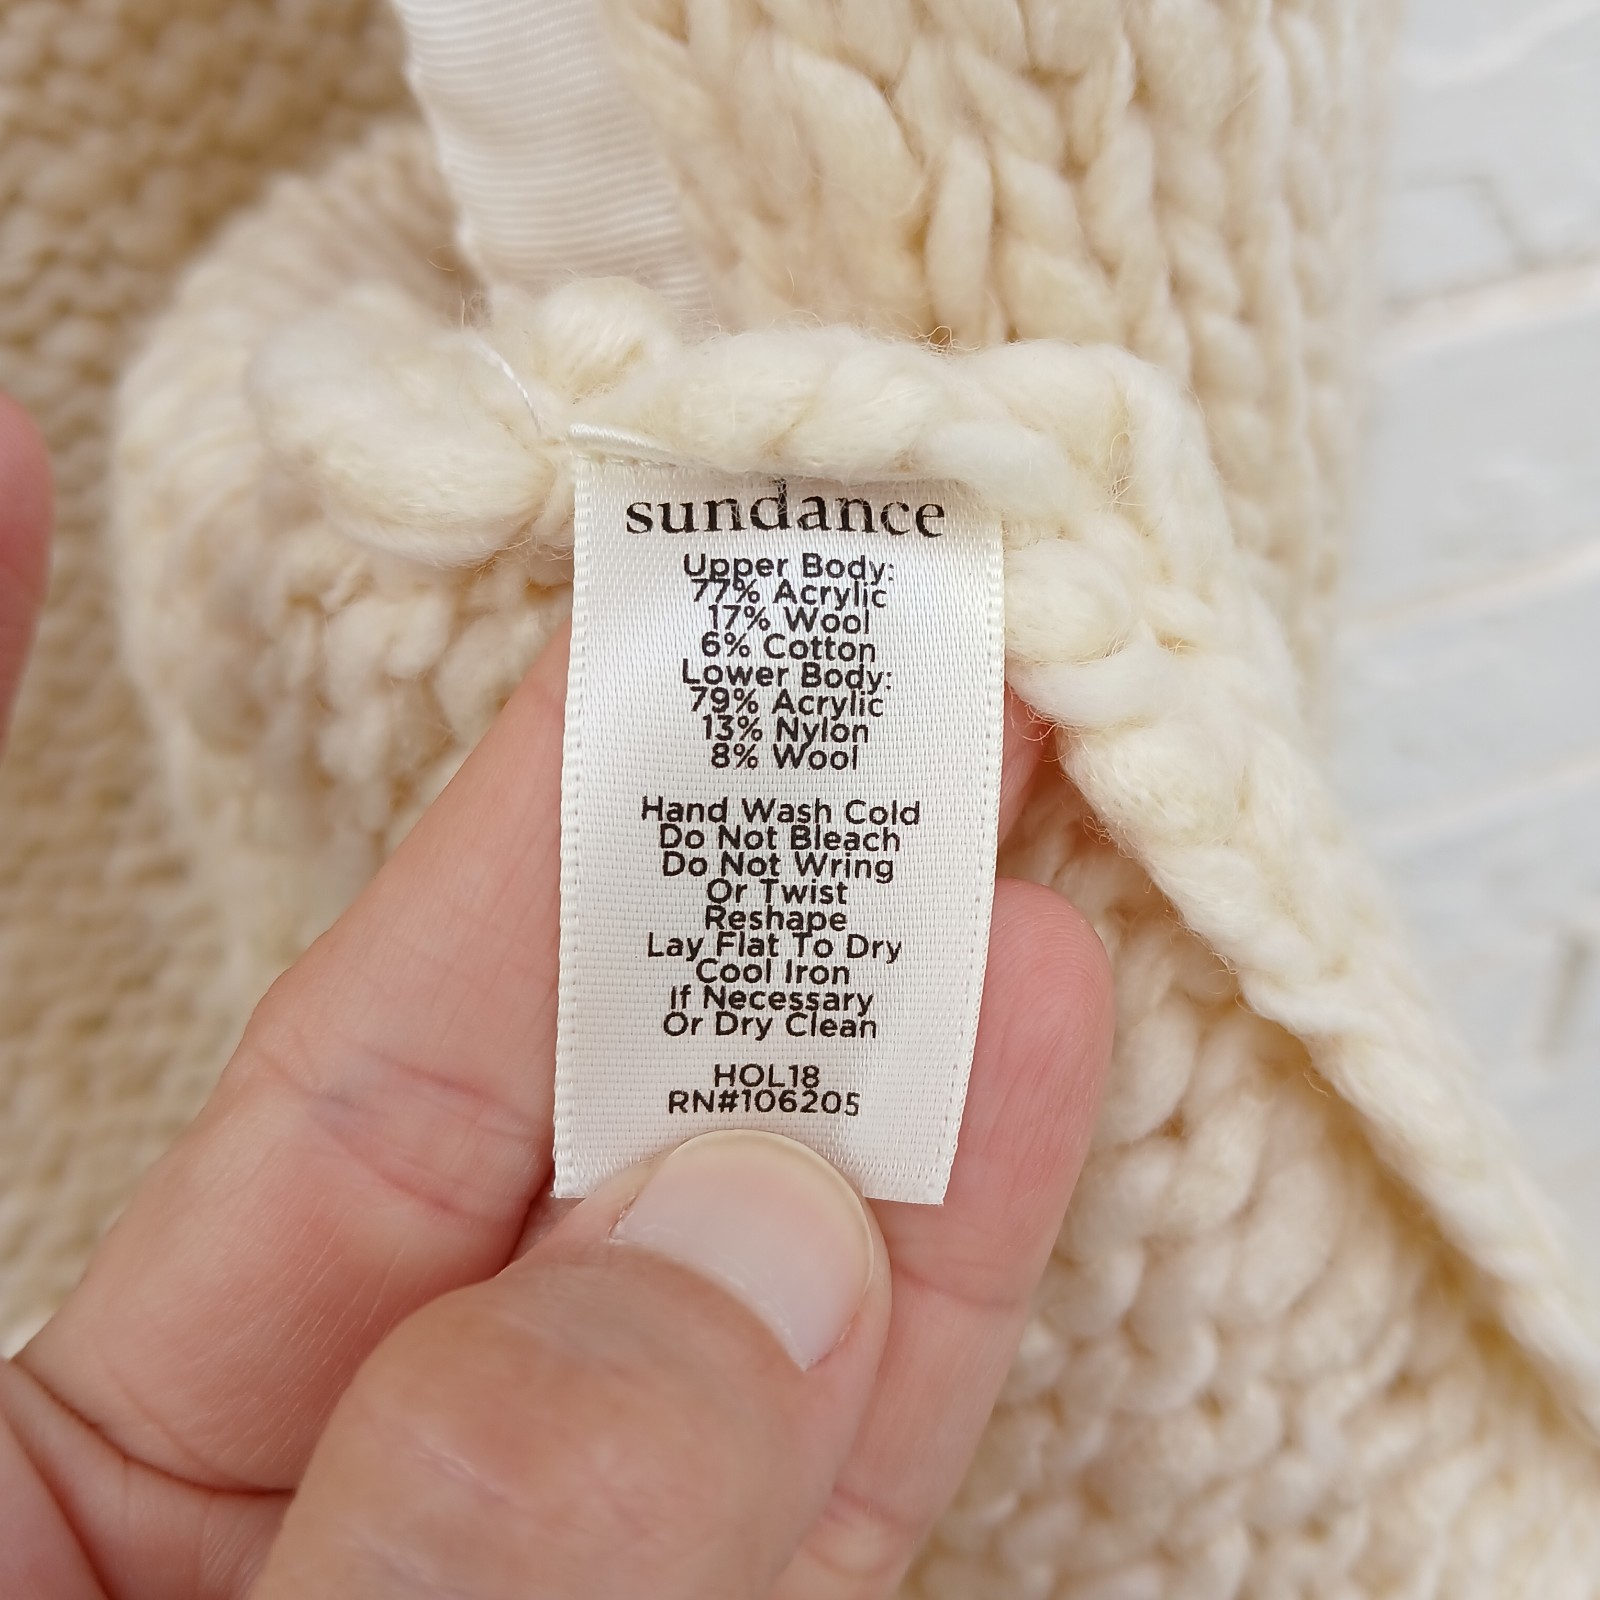 sundance
Upper Body:
77% Acrylic
17% Wool
6% Cotton
Lower Body:
79% Acrylic
13% Nylon
8% Wool
Hand Wash Cold
Do Not Bleach
Do Not Wring
Or Twist
Reshape
Lay Flat To Dry
Cool Iron
If Necessary
Or Dry Clean
HOL18
RN#106205